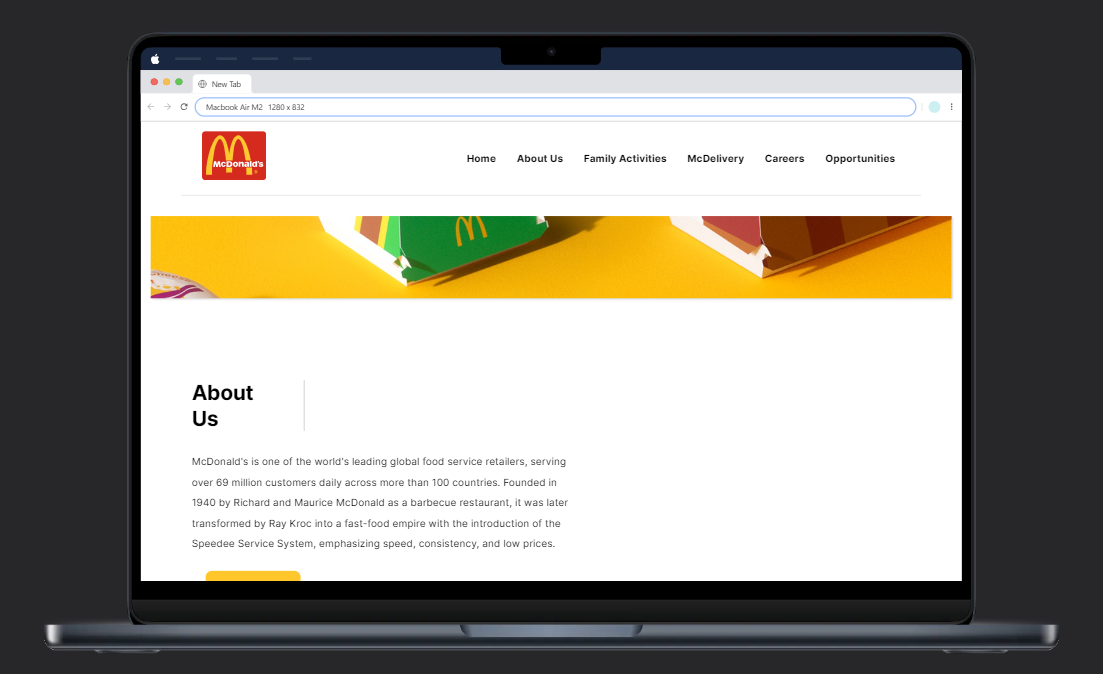 New Tab
Macbook Air M2 1280 x 832
McDonald's
Home About Us Family Activities McDelivery Careers Opportunities
About
Us
McDonald's is one of the world's leading global food service retailers, serving
over 69 million customers daily across more than 100 countries. Founded in
1940 by Richard and Maurice McDonald as a barbecue restaurant, it was later
transformed by Ray Kroc into a fast-food empire with the introduction of the
Speedee Service System, emphasizing speed, consistency, and low prices.